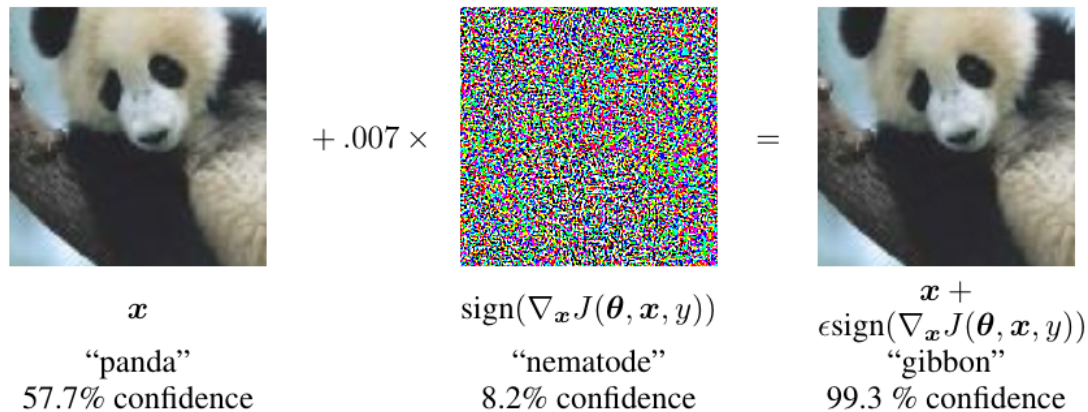 + .007 ×
=
x
sign(∇ₓJ(θ, x, y))
x +
ϵsign(∇ₓJ(θ, x, y))
“panda”
“nematode”
“gibbon”
57.7% confidence
8.2% confidence
99.3 % confidence